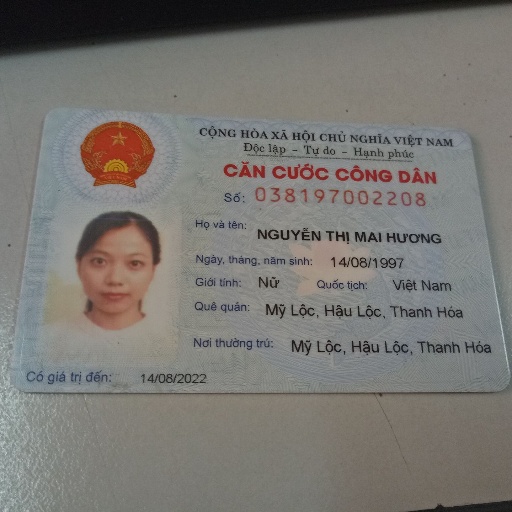 CỘNG HÒA XÃ HỘI CHỦ NGHĨA VIỆT NAM
Độc lập - Tự do - Hạnh phúc
CĂN CƯỚC CÔNG DÂN
Số: 038197002208
Họ và tên: NGUYỄN THỊ MAI HƯƠNG
Ngày, tháng, năm sinh: 14/08/1997
Giới tính: Nữ Quốc tịch: Việt Nam
Quê quán: Mỹ Lộc, Hậu Lộc, Thanh Hóa
Nơi thường trú: Mỹ Lộc, Hậu Lộc, Thanh Hóa
Có giá trị đến: 14/08/2022